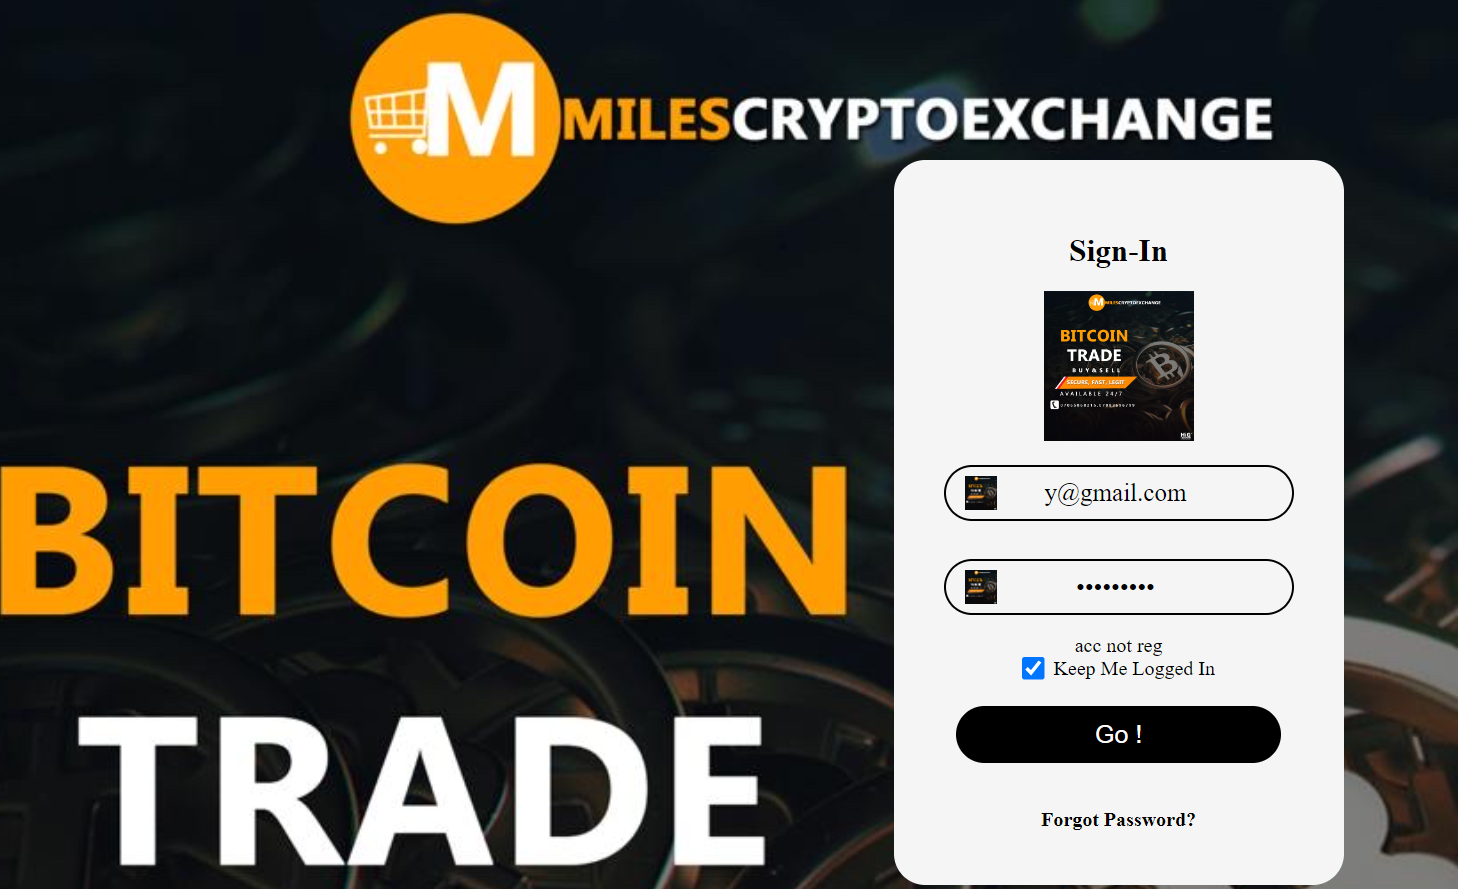 M MILESCRYPTOEXCHANGE
Sign-In
M MILESCRYPTOEXCHANGE
BITCOIN
TRADE
BUY & SELL
SECURE, FAST, LEGIT
AVAILABLE 24/7
y@gmail.com
•••••••••
acc not reg
Keep Me Logged In
Go !
Forgot Password?
BITCOIN
TRADE